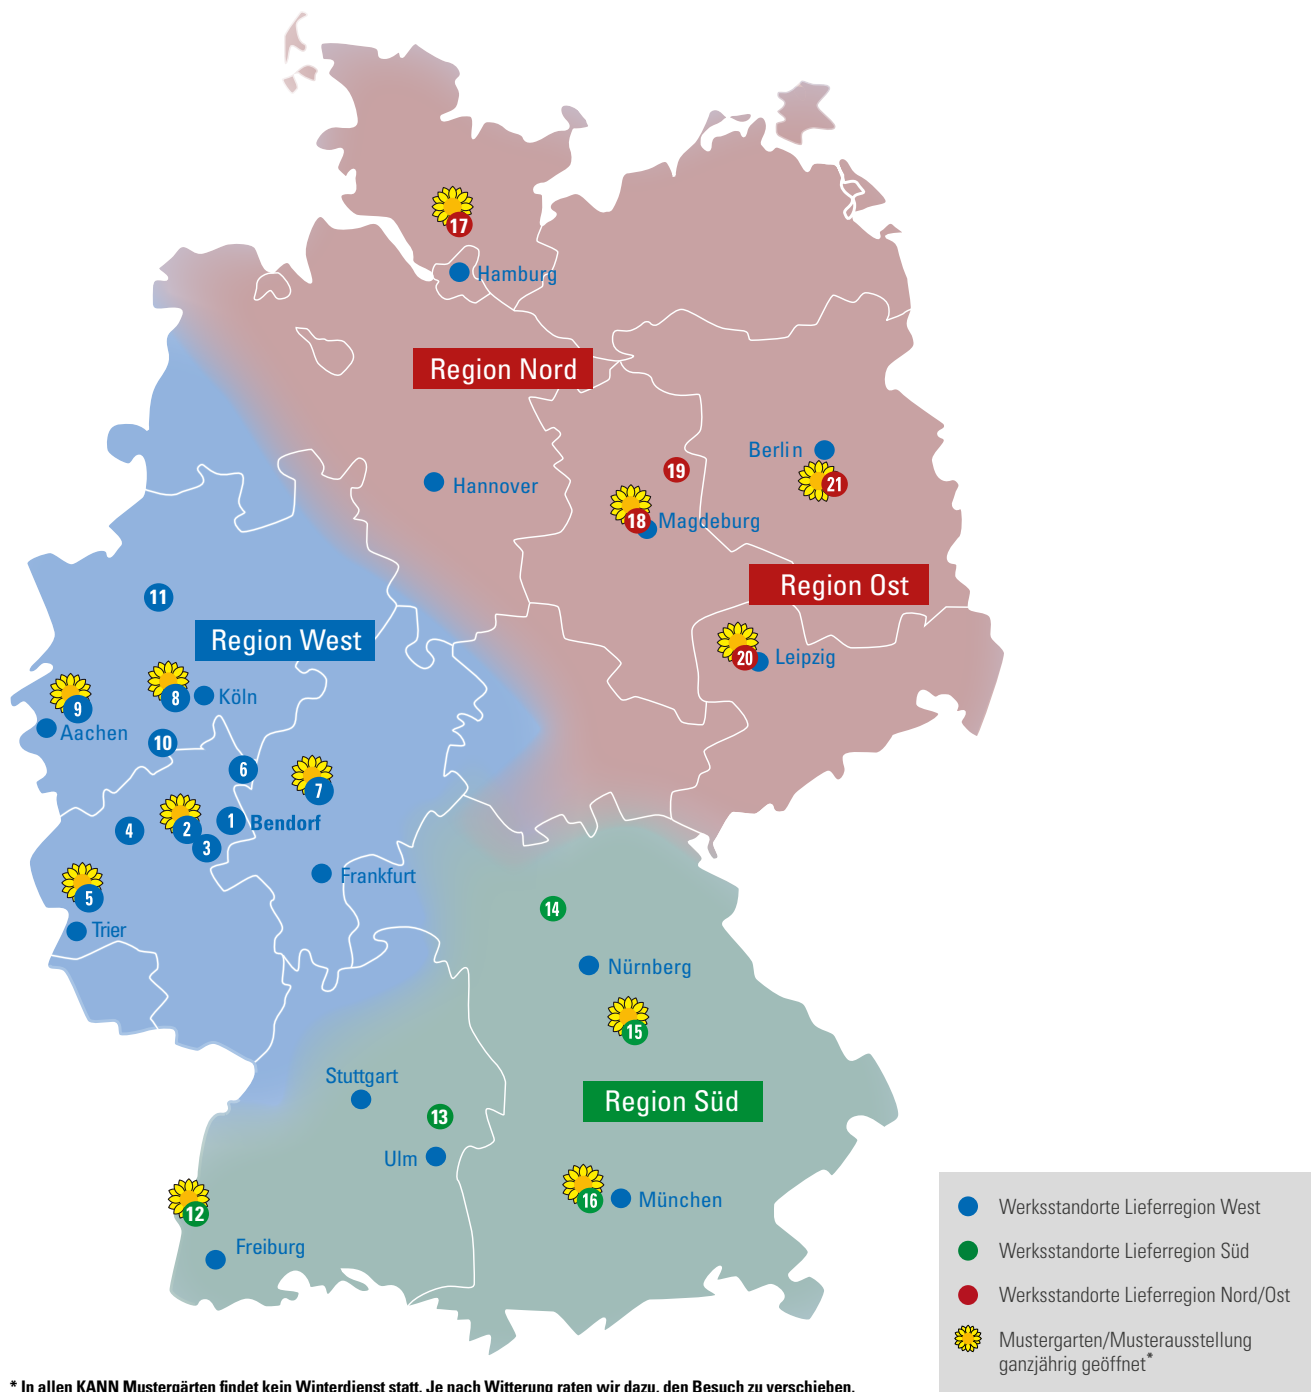 17
Hamburg
Region Nord
Berlin
19
Hannover
21
18
Magdeburg
Region Ost
11
Region West
20
Leipzig
9
8
Köln
Aachen
10
6
7
4
2
1
Bendorf
3
Frankfurt
5
Trier
14
Nürnberg
15
Stuttgart
Region Süd
13
Ulm
16
München
12
Freiburg
Werksstandorte Lieferregion West
Werksstandorte Lieferregion Süd
Werksstandorte Lieferregion Nord/Ost
Mustergarten/Musterausstellung
ganzjährig geöffnet*
* In allen KANN Mustergärten findet kein Winterdienst statt. Je nach Witterung raten wir dazu, den Besuch zu verschieben.